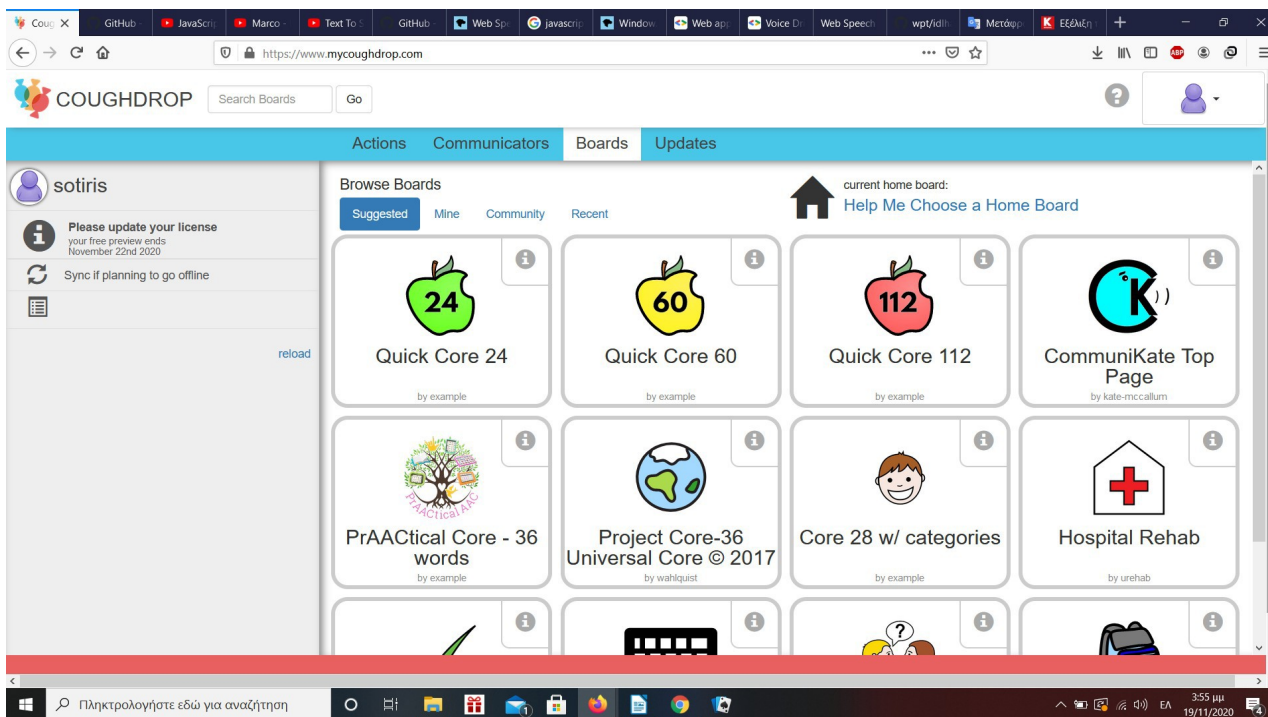 Coug
GitHub
JavaScrip
Marco -
Text To S
GitHub
Web Spe
javascrip
Window
Web app
Voice Dr
Web Speech
wpt/idlh
Μετάφρ
Εξέλιξη
https://www.mycoughdrop.com
COUGHDROP
Search Boards
Go
Actions
Communicators
Boards
Updates
sotiris
Please update your license
your free preview ends
November 22nd 2020
Sync if planning to go offline
reload
Browse Boards
Suggested
Mine
Community
Recent
current home board:
Help Me Choose a Home Board
24
Quick Core 24
by example
60
Quick Core 60
by example
112
Quick Core 112
by example
K
CommuniKate Top
Page
by kate-mccallum
PrAACtical AAC
PrAACtical Core - 36
words
by example
Project Core-36
Universal Core © 2017
by wahlquist
Core 28 w/ categories
by example
Hospital Rehab
by urehab
?
Πληκτρολογήστε εδώ για αναζήτηση
ΕΛ
3:55 μμ
19/11/2020